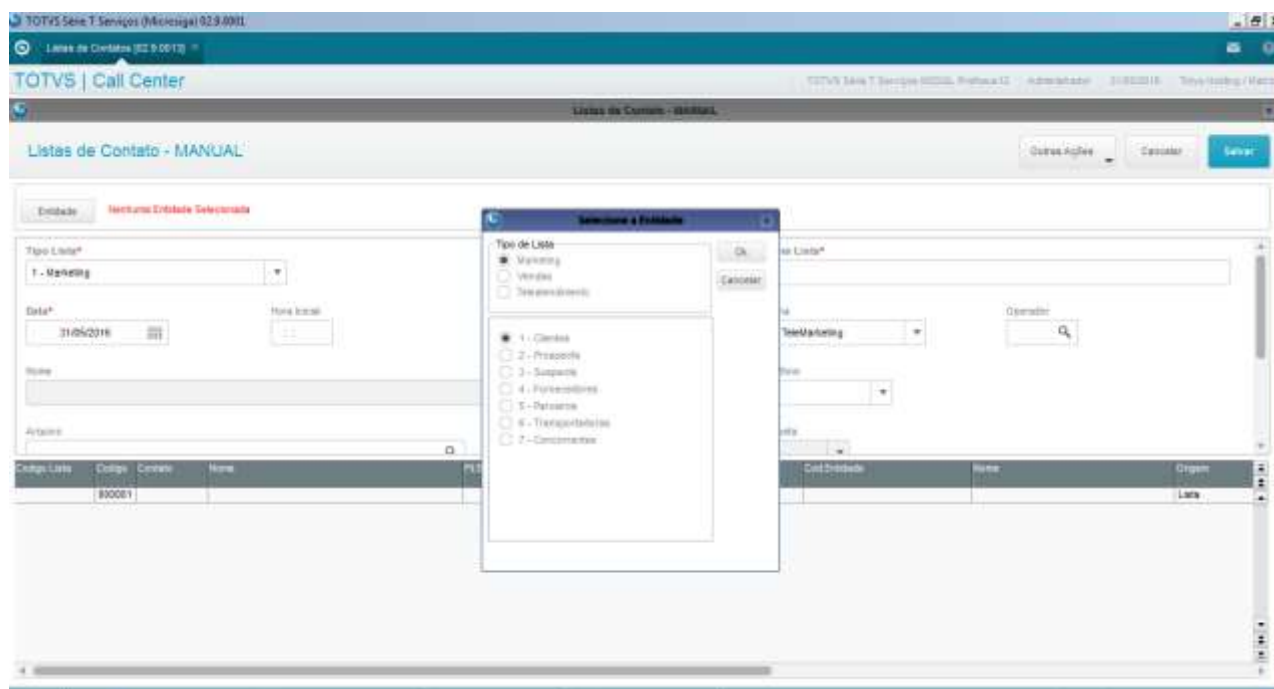 TOTVS Série T Serviços (Microsiga) 02.9.0001
Listas de Contatos [02.9.0013]
TOTVS | Call Center
Administrador
Listas de Contato - MANUAL
Listas de Contato - MANUAL
Outras Ações
Cancelar
Salvar
Entidade
Nenhuma Entidade Selecionada
Selecione a Entidade
Tipo de Lista
Marketing
Vendas
Teleatendimento
Ok
Cancelar
1 - Clientes
2 - Prospects
3 - Suspects
4 - Fornecedores
5 - Parceiros
6 - Transportadoras
7 - Concorrentes
Tipo Lista*
Lista*
1 - Marketing
Data*
Hora Inicial
Operador
31/05/2016
: :
TeleMarketing
Nome
Arquivo
Codigo Lista
Codigo
Contato
Nome
Cod.Entidade
Nome
Origem
000001
Lista